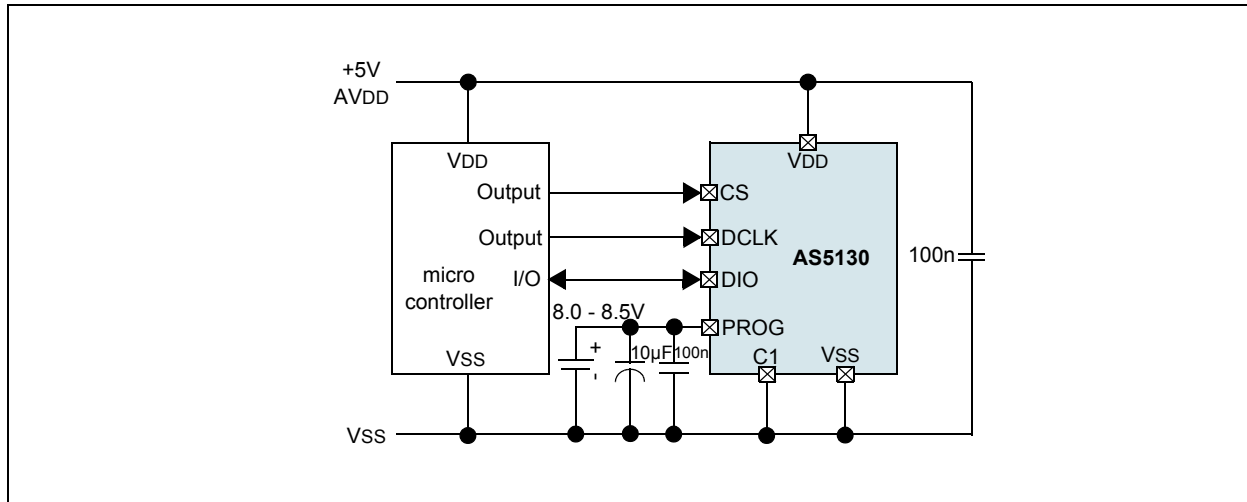 +5V
AVDD
VDD
VDD
Output
CS
Output
DCLK
AS5130
100n
micro
controller
I/O
DIO
8.0 - 8.5V
PROG
+
10µF
100n
-
C1
VSS
VSS
VSS